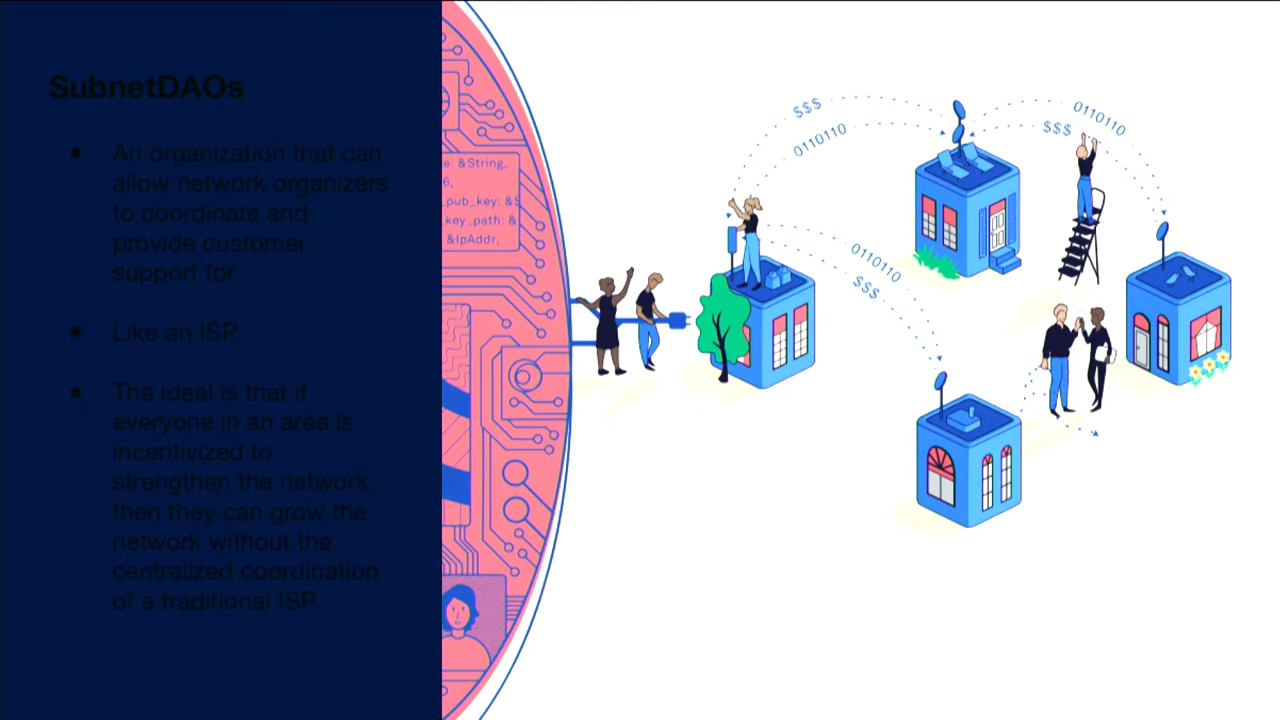 SubnetDAOs
● An organization that can
allow network organizers
to coordinate and
provide customer
support for
● Like an ISP
● The ideal is that if
everyone in an area is
incentivized to
strengthen the network,
then they can grow the
network without the
centralized coordination
of a traditional ISP
e: &String,
6,
_pub_key: &S
_key_path: &
&IpAddr,
$$$
0110110
0110110
$$$
0110110
$$$